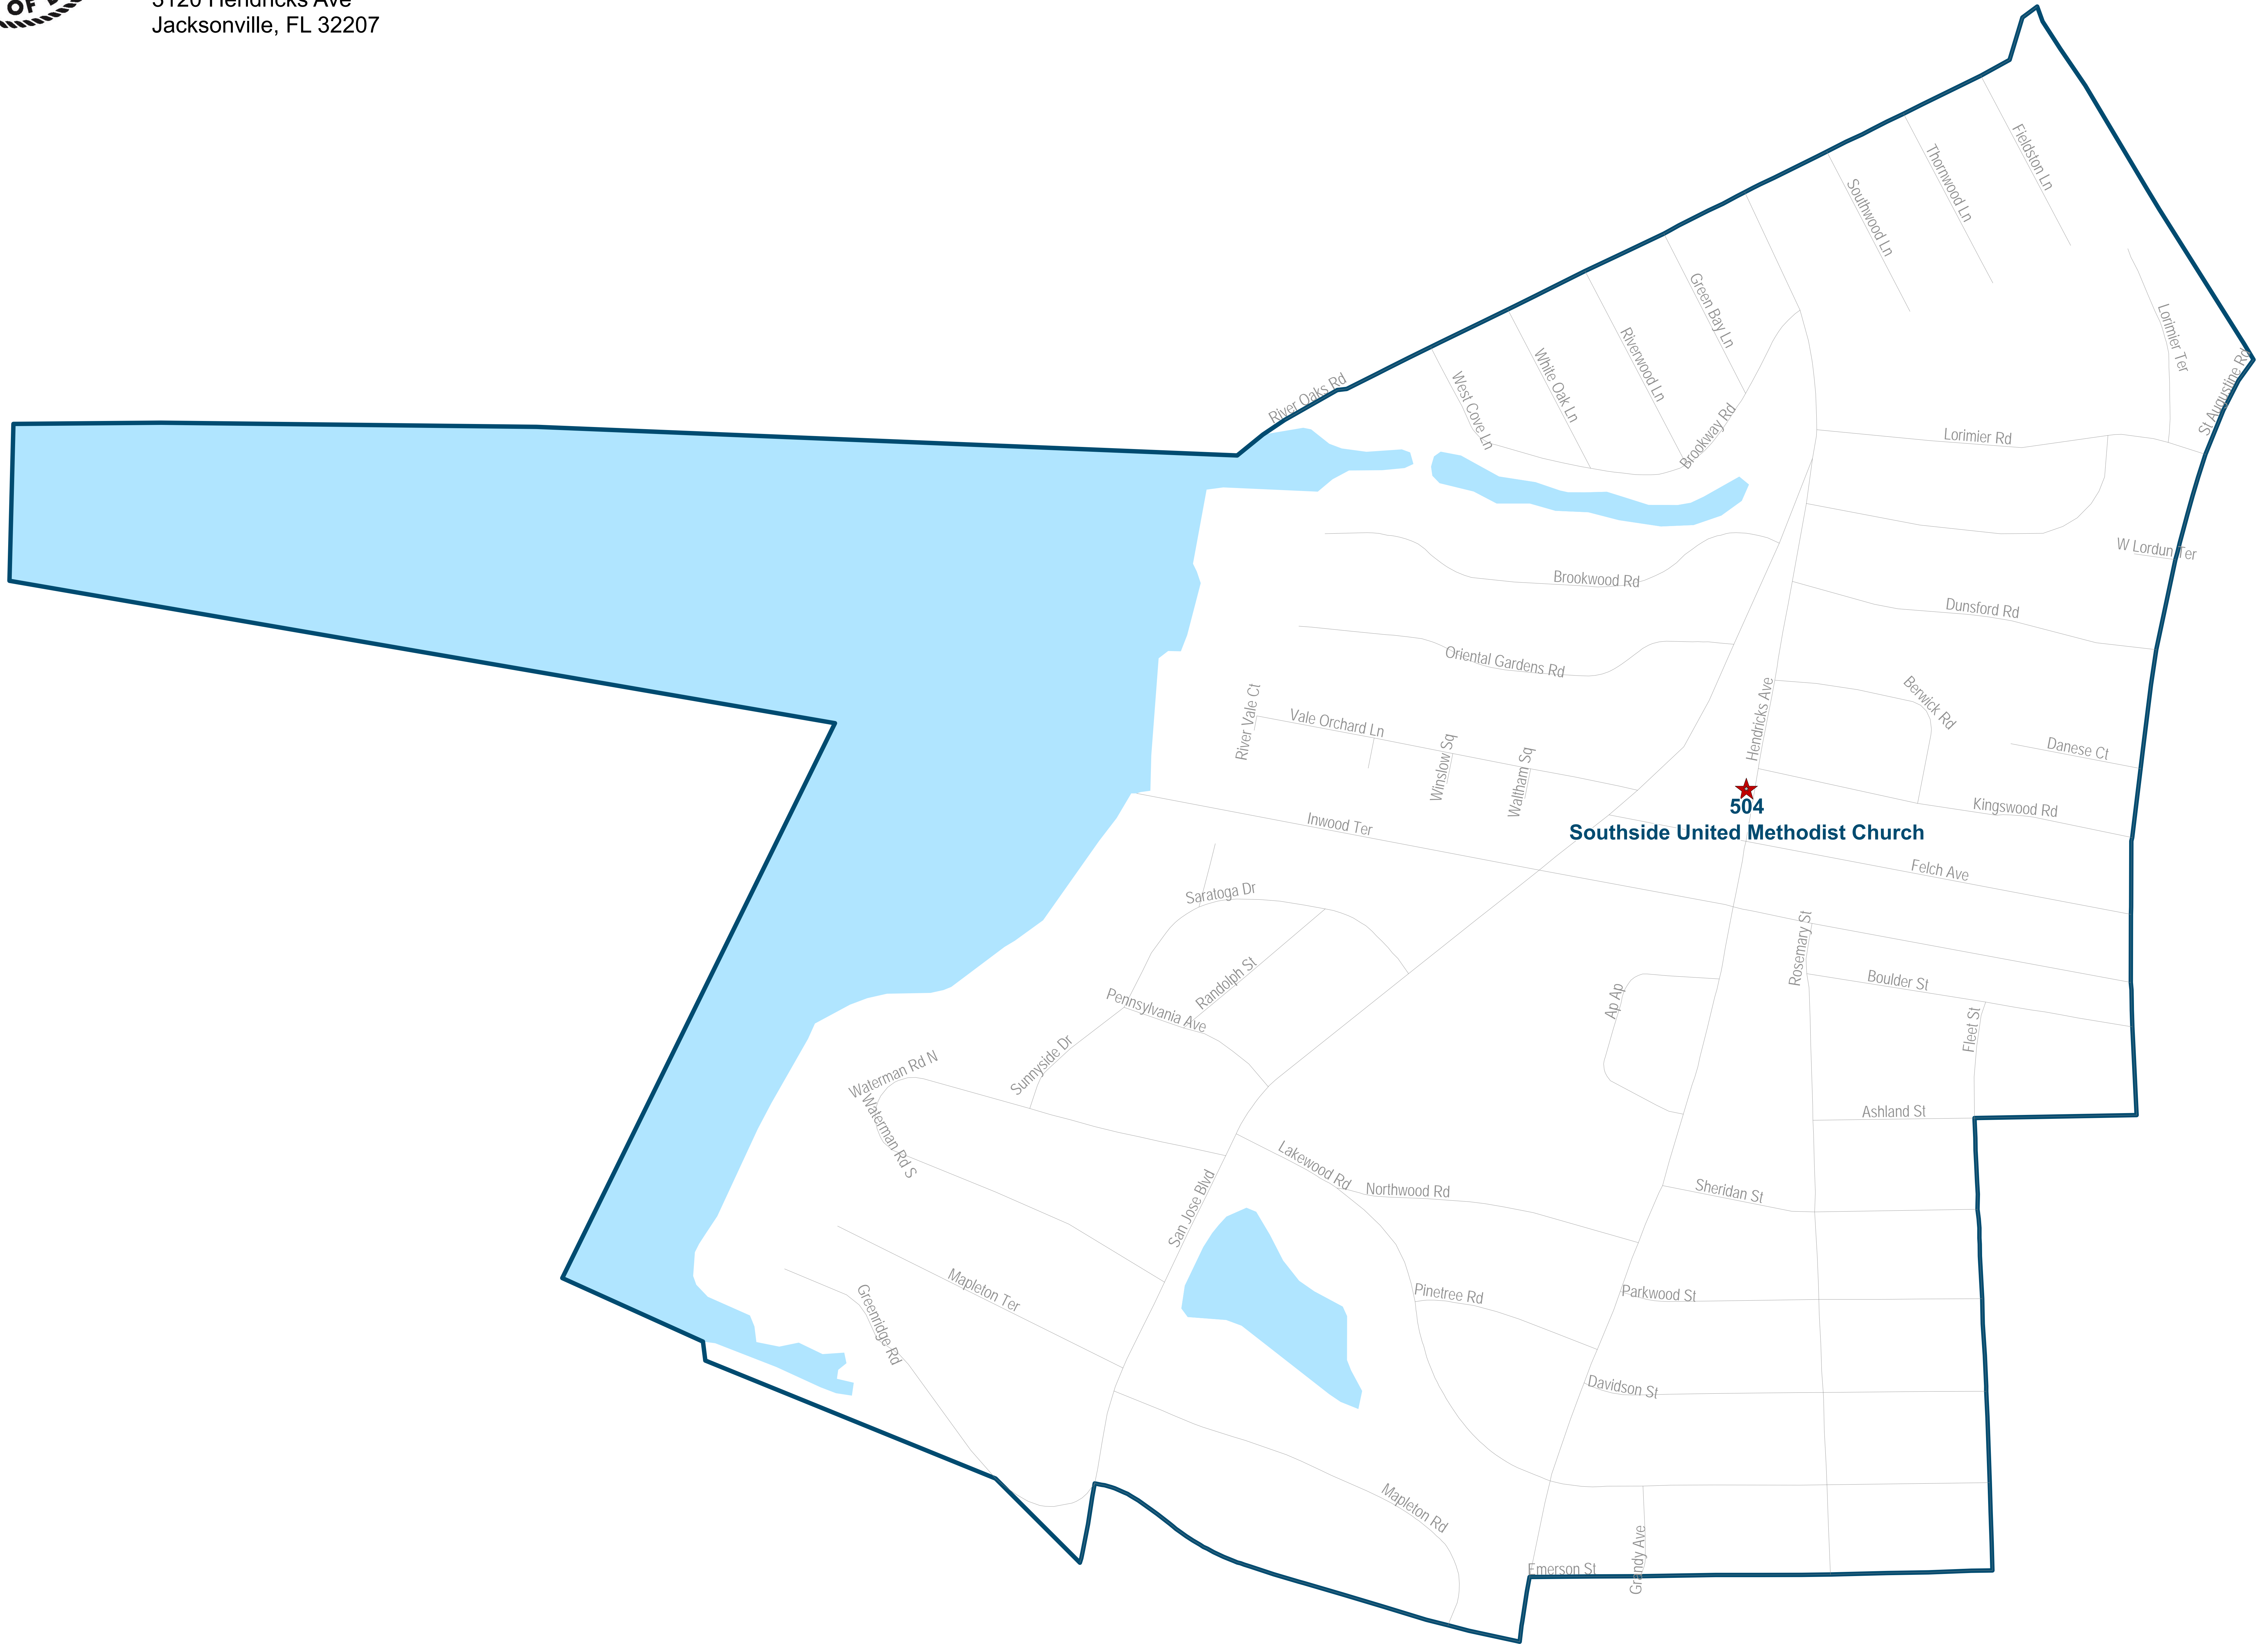 OF
3120 Hendricks Ave
Jacksonville, FL 32207
Fieldston Ln
Thornwood Ln
Southwood Ln
Green Bay Ln
Riverwood Ln
White Oak Ln
West Cove Ln
River Oaks Rd
Brookway Rd
Lorimier Ter
St Augustine Rd
Lorimier Rd
W Lordun Ter
Brookwood Rd
Dunsford Rd
Oriental Gardens Rd
Berwick Rd
Hendricks Ave
River Vale Ct
Vale Orchard Ln
Winslow Sq
Waltham Sq
Danese Ct
504
Southside United Methodist Church
Kingswood Rd
Inwood Ter
Felch Ave
Saratoga Dr
Rosemary St
Randolph St
Boulder St
Pennsylvania Ave
Ap Ap
Fleet St
Sunnyside Dr
Waterman Rd N
Waterman Rd S
Ashland St
Lakewood Rd
Northwood Rd
Sheridan St
San Jose Blvd
Mapleton Ter
Greenridge Rd
Pinetree Rd
Parkwood St
Davidson St
Mapleton Rd
Grandy Ave
Emerson St